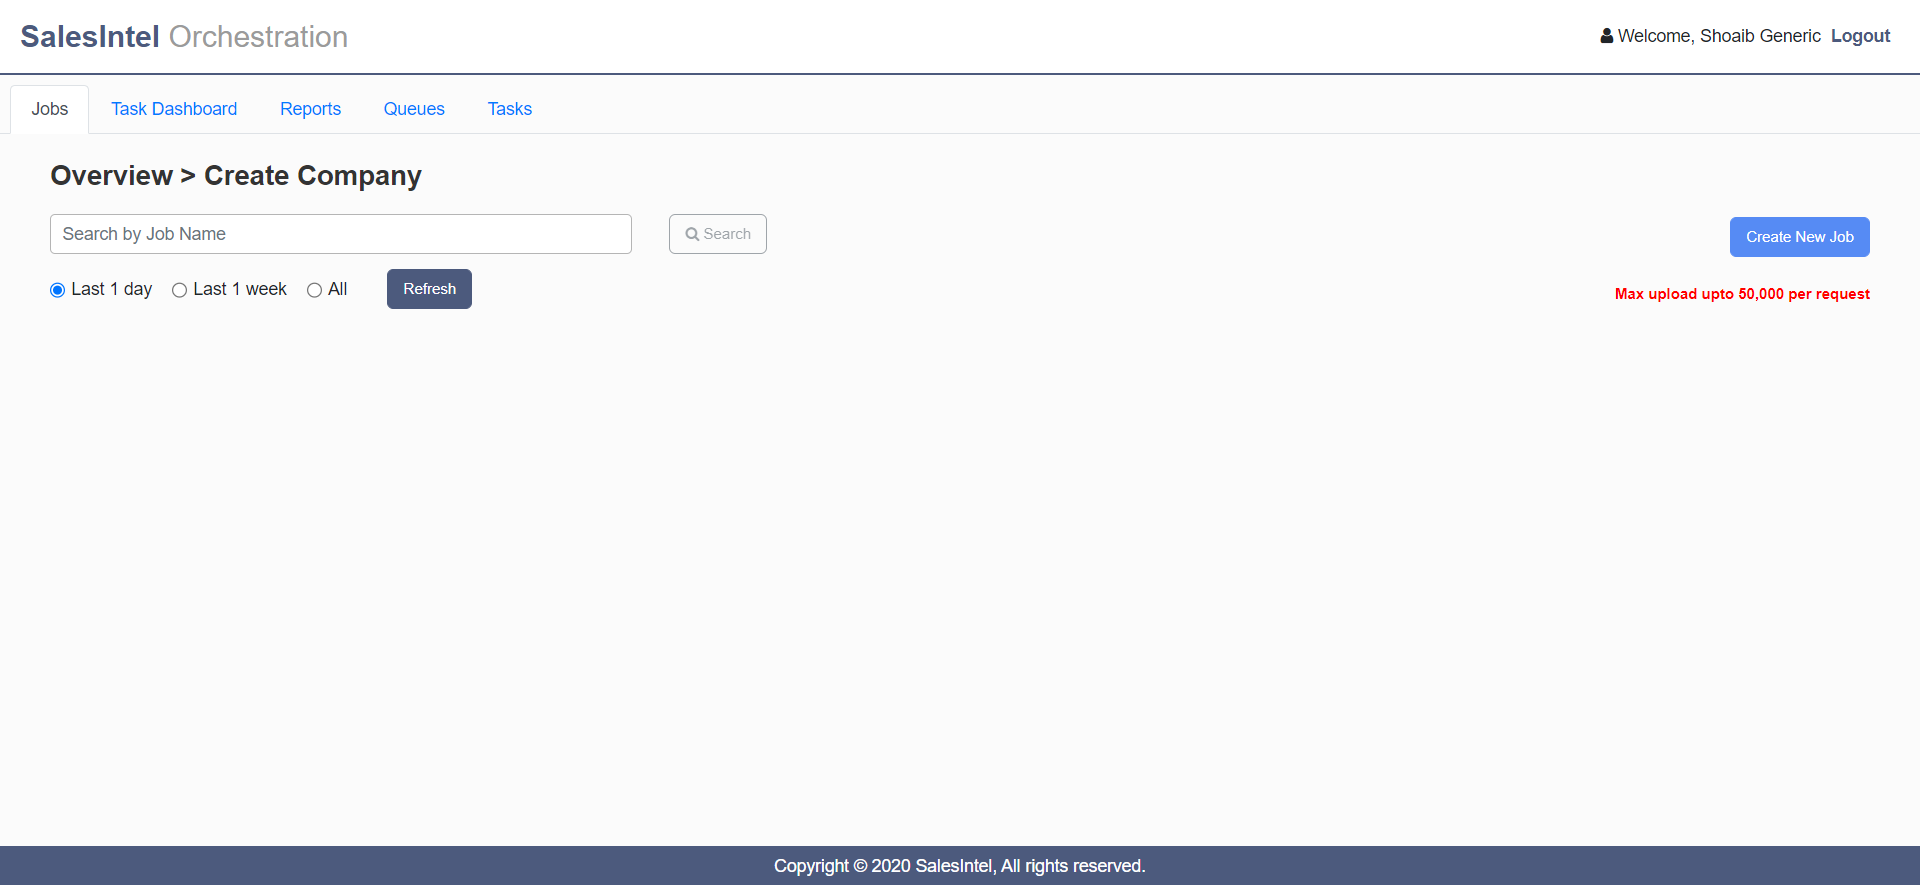 SalesIntel Orchestration
Welcome, Shoaib Generic Logout
Jobs Task Dashboard Reports Queues Tasks
Overview > Create Company
Search by Job Name Search Create New Job
Last 1 day Last 1 week All Refresh Max upload upto 50,000 per request
Copyright © 2020 SalesIntel, All rights reserved.